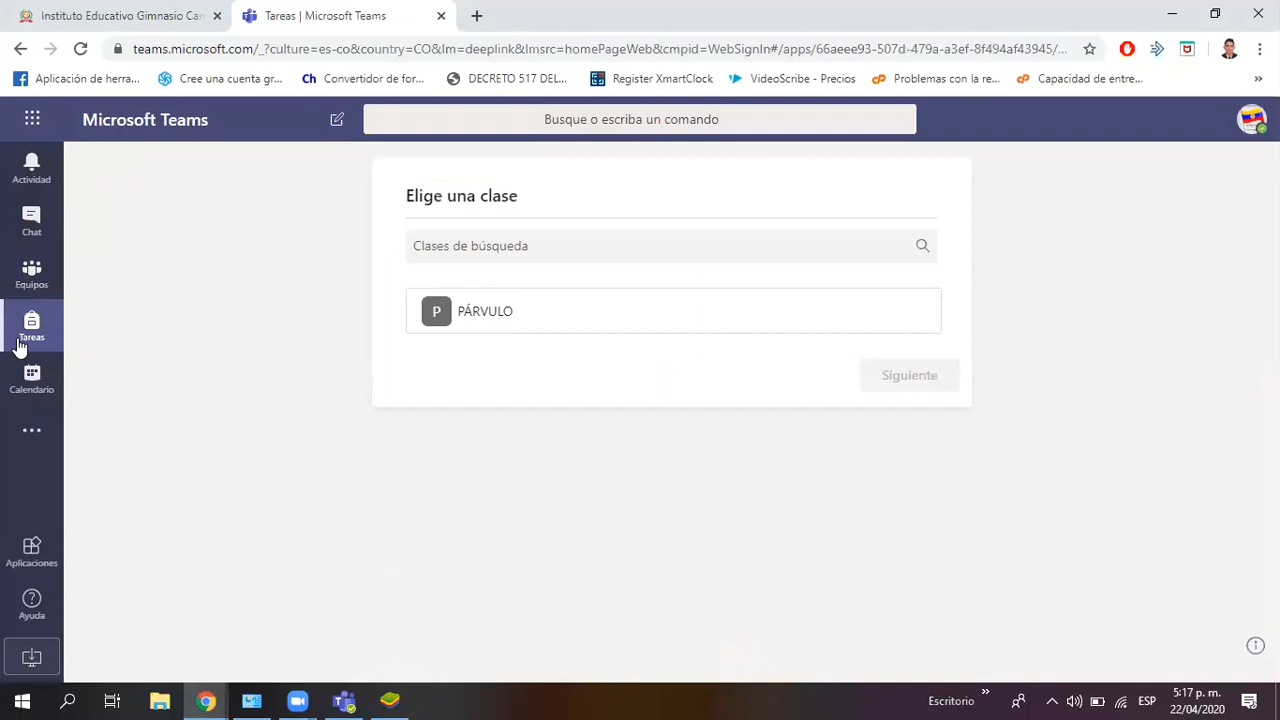 Instituto Educativo Gimnasio Can
Tareas | Microsoft Teams
teams.microsoft.com/_?culture=es-co&country=CO&lm=deeplink&lmsrc=homePageWeb&cmpid=WebSignIn#/apps/66aeee93-507d-479a-a3ef-8f494af43945/...
Aplicación de herra...
Cree una cuenta gr...
Ch Convertidor de for...
DECRETO 517 DEL...
Register XmartClock
VideoScribe - Precios
cP Problemas con la re...
cP Capacidad de entre...
»
Microsoft Teams
Busque o escriba un comando
Actividad
Chat
Equipos
Tareas
Calendario
Aplicaciones
Ayuda
Elige una clase
Clases de búsqueda
P PÁRVULO
Siguiente
Escritorio
»
ESP
5:17 p. m.
22/04/2020